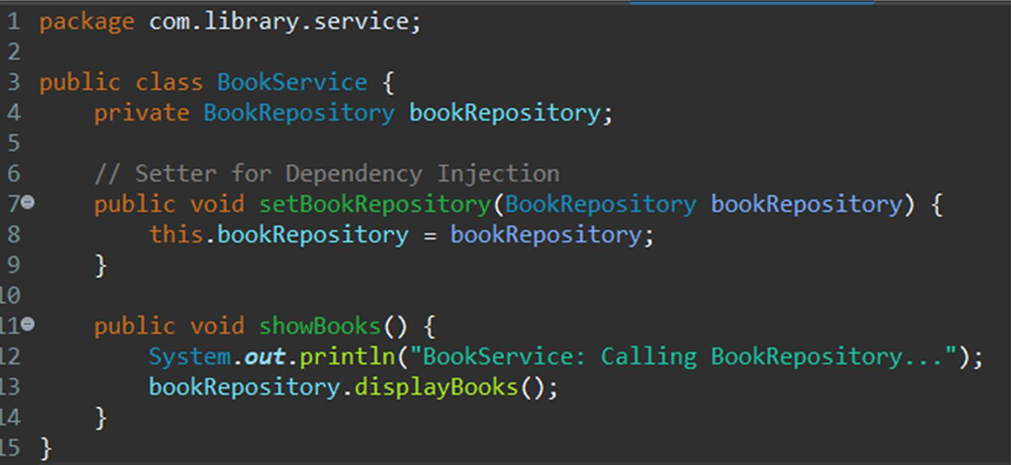 1 package com.library.service;
2
3 public class BookService {
4     private BookRepository bookRepository;
5
6     // Setter for Dependency Injection
7     public void setBookRepository(BookRepository bookRepository) {
8         this.bookRepository = bookRepository;
9     }
10
11     public void showBooks() {
12         System.out.println("BookService: Calling BookRepository...");
13         bookRepository.displayBooks();
14     }
15 }